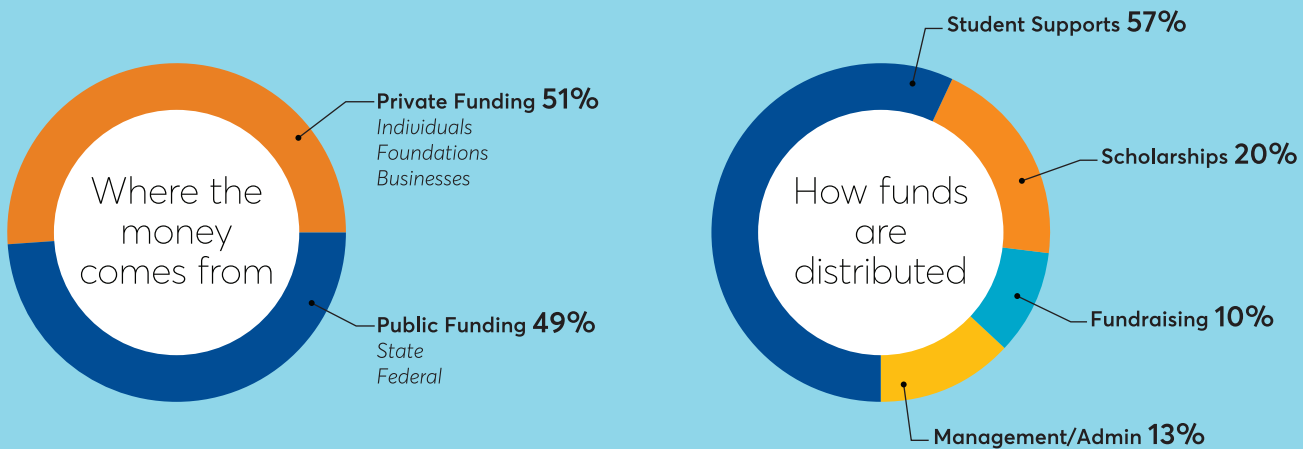 Where the
money
comes from
Private Funding 51%
Individuals
Foundations
Businesses
Public Funding 49%
State
Federal
How funds
are
distributed
Student Supports 57%
Scholarships 20%
Fundraising 10%
Management/Admin 13%